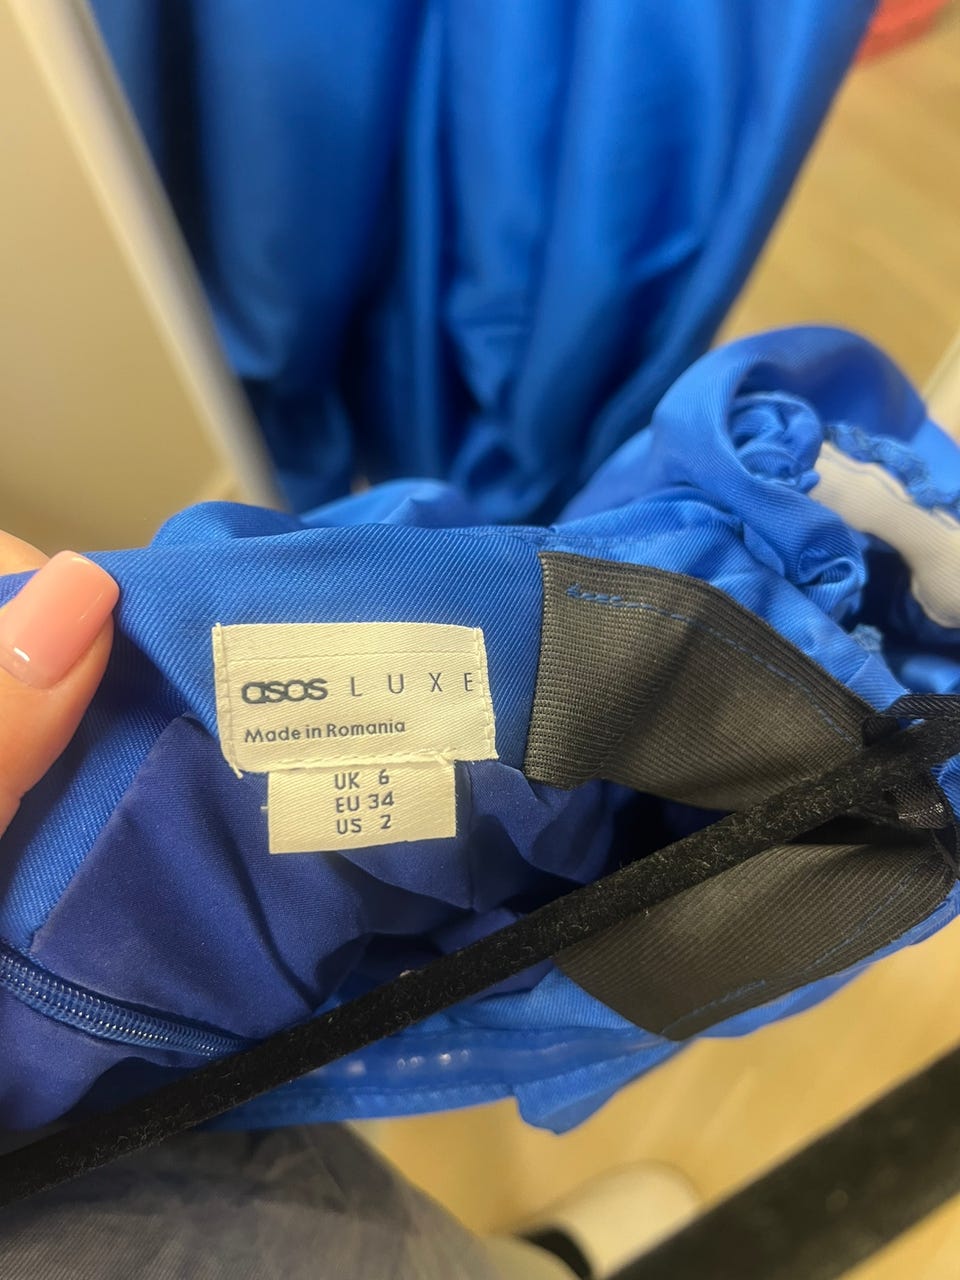 asos LUXE
Made in Romania
UK 6
EU 34
US 2